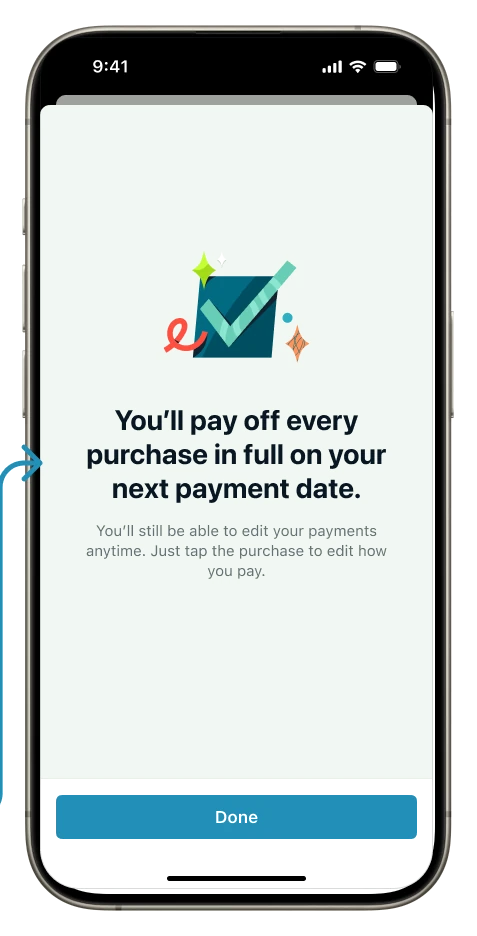 9:41
You’ll pay off every
purchase in full on your
next payment date.
You’ll still be able to edit your payments
anytime. Just tap the purchase to edit how
you pay.
Done